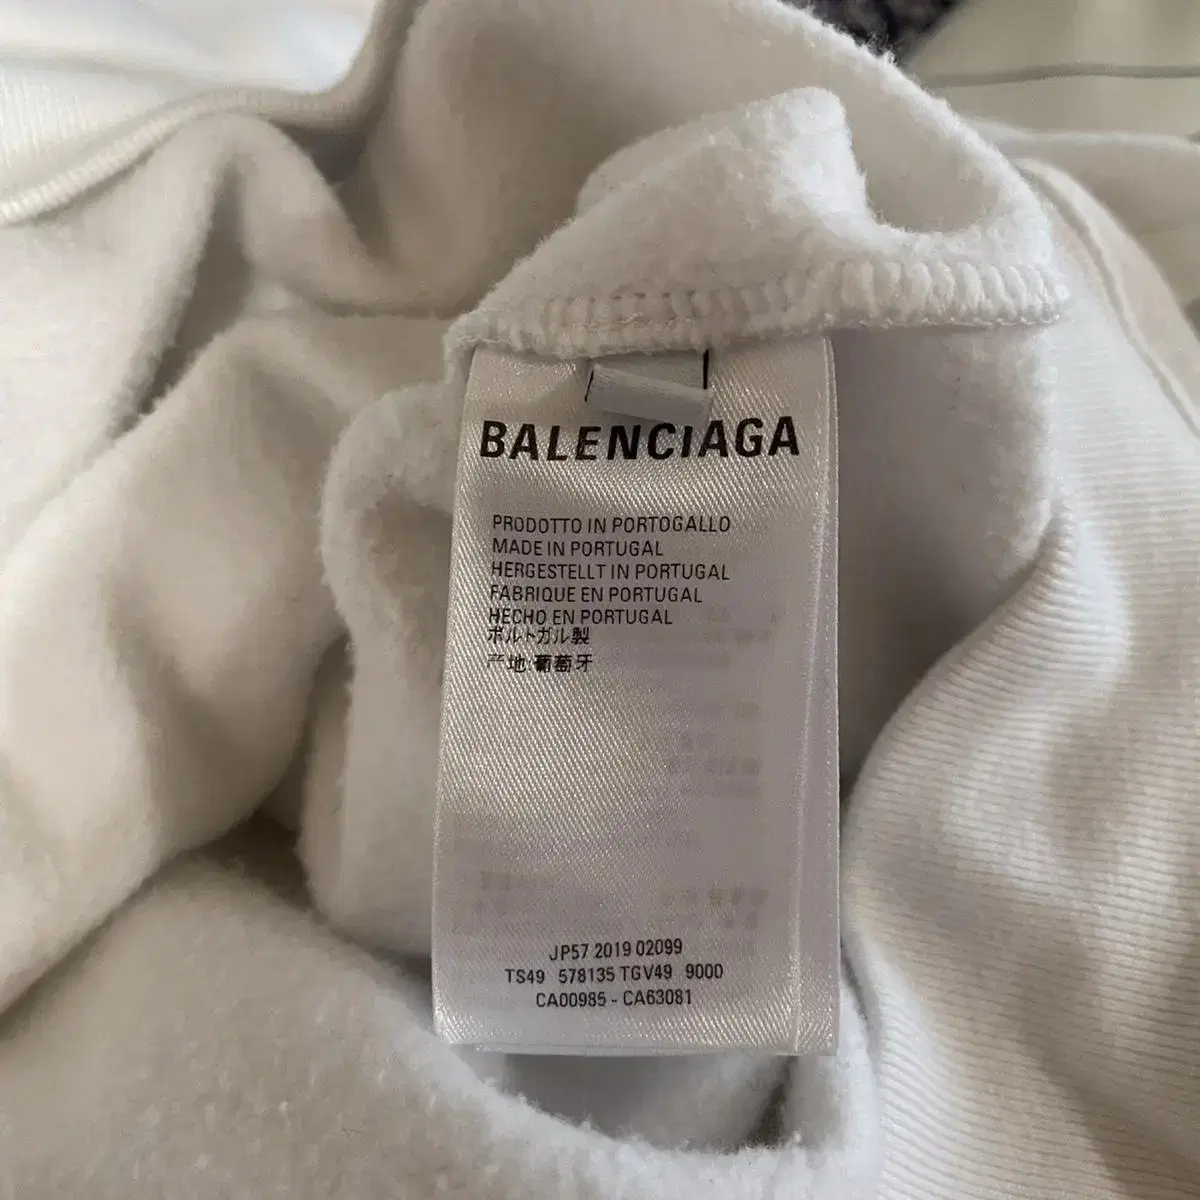 BALENCIAGA
PRODOTTO IN PORTOGALLO
MADE IN PORTUGAL
HERGESTELLT IN PORTUGAL
FABRIQUE EN PORTUGAL
HECHO EN PORTUGAL
ポルトガル製
产地:葡萄牙
JP57 2019 02099
TS49 578135 TGV49 9000
CA00985 - CA63081